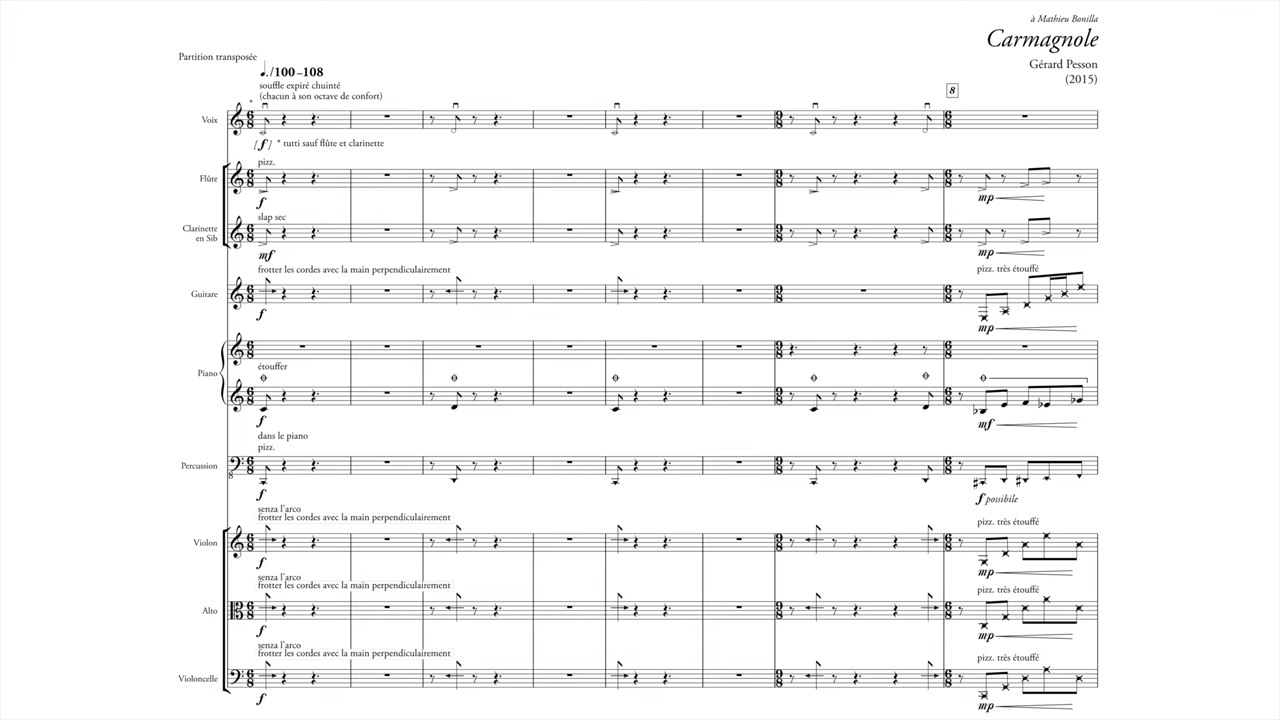 à Mathieu Bonilla
Carmagnole
Partition transposée
Gérard Pesson
(2015)
♩./100–108
souffle expiré chuinté
(chacun à son octave de confort)
8
Voix
[f] * tutti sauf flûte et clarinette
pizz.
Flûte
f
mp
slap sec
Clarinette
en Sib
mf
mp
frotter les cordes avec la main perpendiculairement
pizz. très étouffé
Guitare
f
mp
étouffer
Piano
f
mf
dans le piano
pizz.
Percussion
f
f possibile
senza l'arco
frotter les cordes avec la main perpendiculairement
pizz. très étouffé
Violon
f
mp
senza l'arco
frotter les cordes avec la main perpendiculairement
pizz. très étouffé
Alto
f
mp
senza l'arco
frotter les cordes avec la main perpendiculairement
pizz. très étouffé
Violoncelle
f
mp